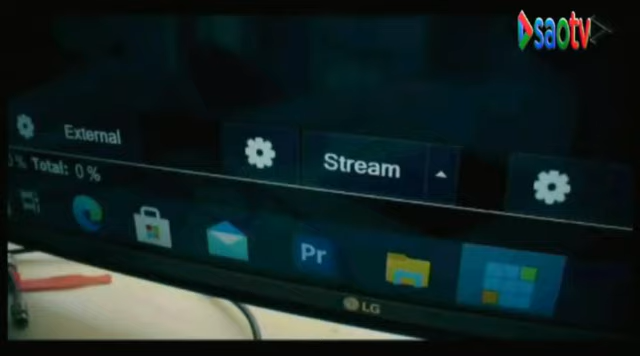 saotv
External
Stream
Total: 0 %
Pr
LG